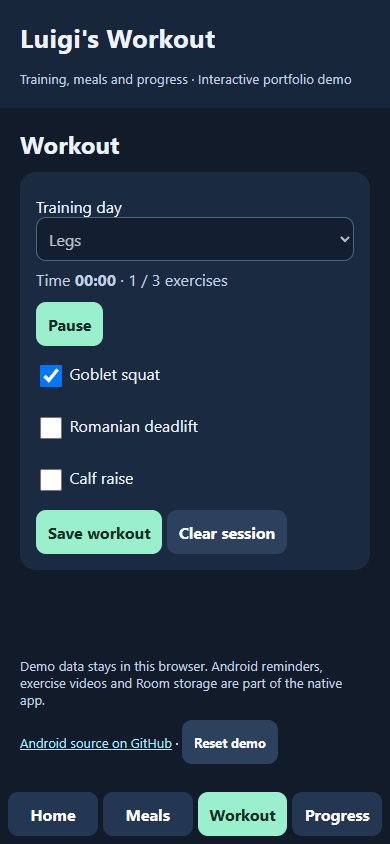 Luigi's Workout
Training, meals and progress · Interactive portfolio demo
Workout
Training day
Legs
Time 00:00 · 1 / 3 exercises
Pause
Goblet squat
Romanian deadlift
Calf raise
Save workout Clear session
Demo data stays in this browser. Android reminders,
exercise videos and Room storage are part of the native
app.
Android source on GitHub · Reset demo
Home Meals Workout Progress